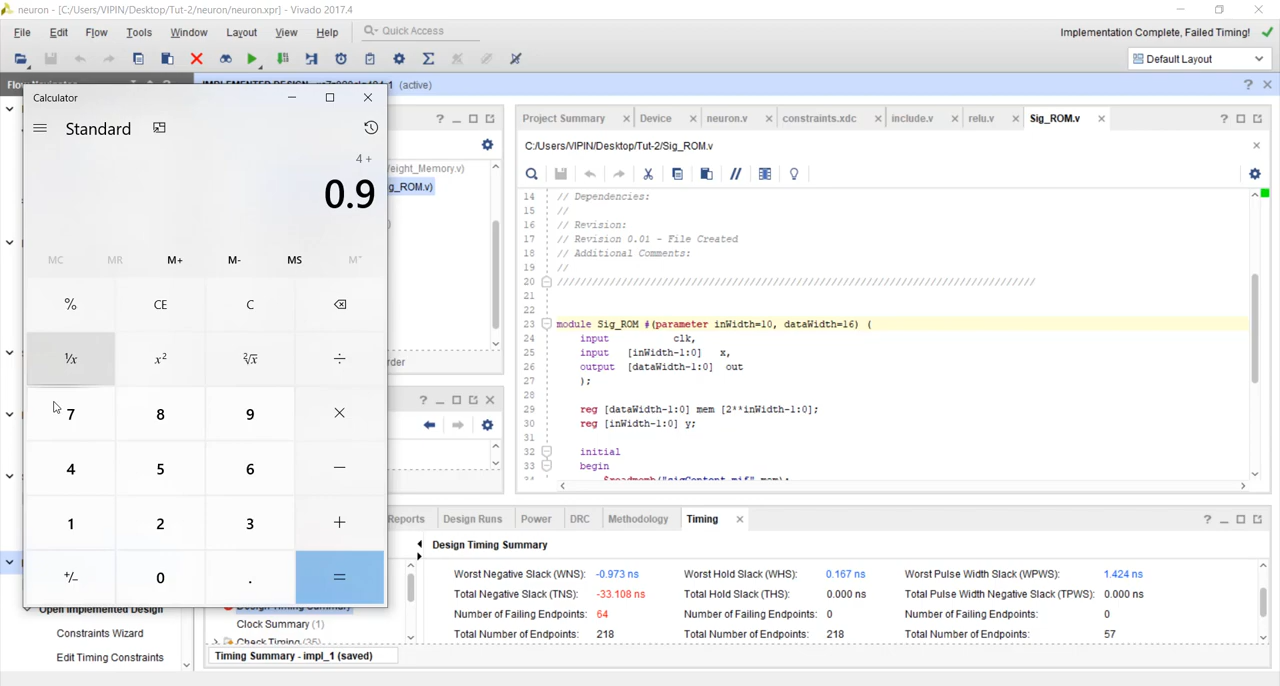 neuron - [C:/Users/VIPIN/Desktop/Tut-2/neuron/neuron.xpr] - Vivado 2017.4
File Edit Flow Tools Window Layout View Help Quick Access
Implementation Complete, Failed Timing!
Default Layout
(active)
Calculator
Standard
4 +
0.9
MC MR M+ M- MS
% CE C
¹/x x² ²√x ÷
7 8 9 ×
4 5 6 −
1 2 3 +
+/− 0 . =
eight_Memory.v)
g_ROM.v)
rder
Project Summary Device neuron.v constraints.xdc include.v relu.v Sig_ROM.v
C:/Users/VIPIN/Desktop/Tut-2/Sig_ROM.v
14 // Dependencies:
15 //
16 // Revision:
17 // Revision 0.01 - File Created
18 // Additional Comments:
19 //
20 //////////////////////////////////////////////////////////////////////////////////
21
22
23 module Sig_ROM #(parameter inWidth=10, dataWidth=16) (
24 input clk,
25 input [inWidth-1:0] x,
26 output [dataWidth-1:0] out
27 );
28
29 reg [dataWidth-1:0] mem [2**inWidth-1:0];
30 reg [inWidth-1:0] y;
31
32 initial
33 begin
34 $readmemb("sigContent.mif",mem);
Reports Design Runs Power DRC Methodology Timing
Design Timing Summary
Worst Negative Slack (WNS): -0.973 ns Worst Hold Slack (WHS): 0.167 ns Worst Pulse Width Slack (WPWS): 1.424 ns
Total Negative Slack (TNS): -33.108 ns Total Hold Slack (THS): 0.000 ns Total Pulse Width Negative Slack (TPWS): 0.000 ns
Number of Failing Endpoints: 64 Number of Failing Endpoints: 0 Number of Failing Endpoints: 0
Total Number of Endpoints: 218 Total Number of Endpoints: 218 Total Number of Endpoints: 57
Open Implemented Design
Constraints Wizard
Edit Timing Constraints
Design Timing Summary
Clock Summary (1)
Check Timing (35)
Timing Summary - impl_1 (saved)